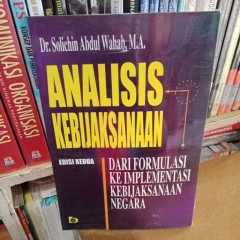 Dr. Solichin Abdul Wahab, M.A.
ANALISIS
KEBIJAKSANAAN
EDISI KEDUA
DARI FORMULASI
KE IMPLEMENTASI
KEBIJAKSANAAN
NEGARA
KOMUNIKASI ORGANISASI